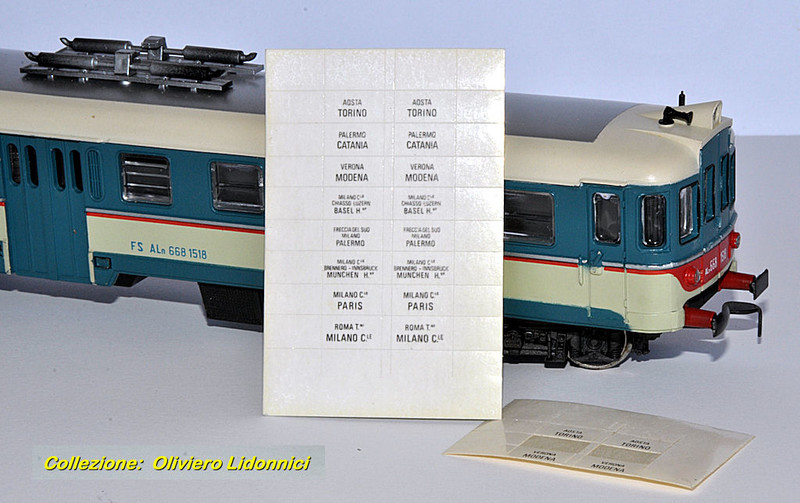 AOSTA AOSTA
TORINO TORINO
PALERMO PALERMO
CATANIA CATANIA
VERONA VERONA
MODENA MODENA
MILANO C.LE MILANO C.LE
CHIASSO LUZERN CHIASSO LUZERN
BASEL H.BF BASEL H.BF
FRECCIA DEL SUD FRECCIA DEL SUD
MILANO MILANO
PALERMO PALERMO
MILANO C.LE MILANO C.LE
BRENNERO - INNSBRUCK BRENNERO - INNSBRUCK
MUNCHEN H.BF MUNCHEN H.BF
MILANO C.LE MILANO C.LE
PARIS PARIS
ROMA T.NI ROMA T.NI
MILANO C.LE MILANO C.LE
FS ALn 668 1518
ALn 668 1518
AOSTA AOSTA
TORINO TORINO
VERONA VERONA
MODENA MODENA
Collezione: Oliviero Lidonnici